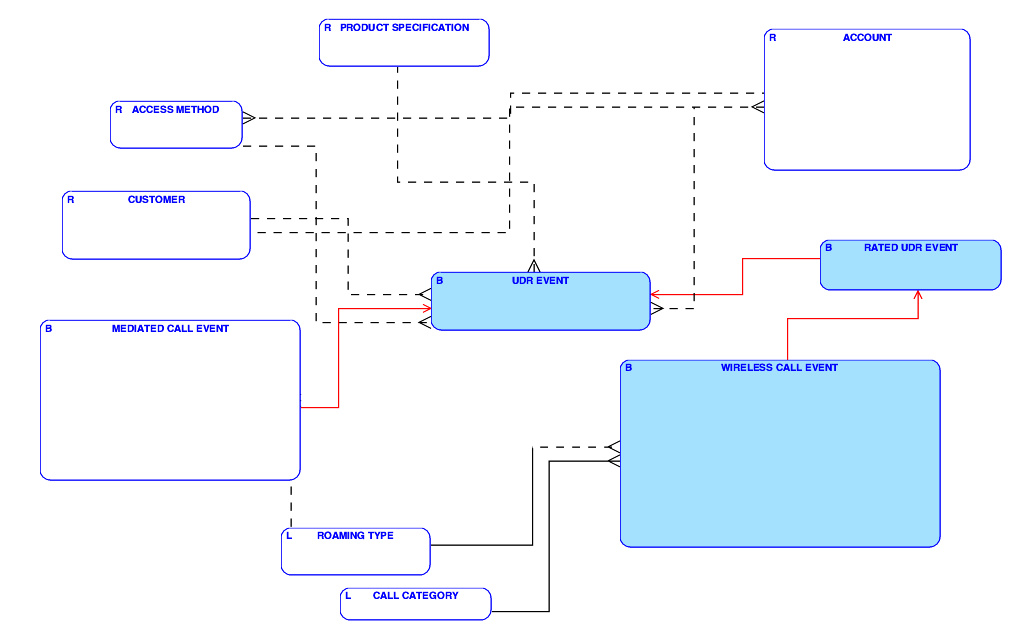 R PRODUCT SPECIFICATION
R ACCOUNT
R ACCESS METHOD
R CUSTOMER
B RATED UDR EVENT
B UDR EVENT
B MEDIATED CALL EVENT
B WIRELESS CALL EVENT
L ROAMING TYPE
L CALL CATEGORY